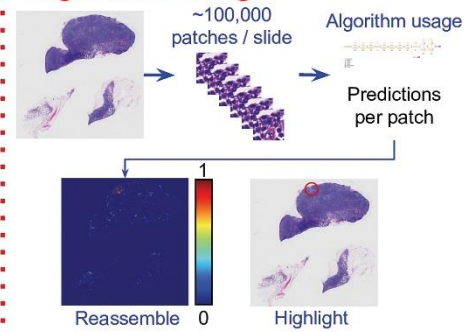 ~100,000
patches / slide
Algorithm usage
Predictions
per patch
1
0
Reassemble
Highlight